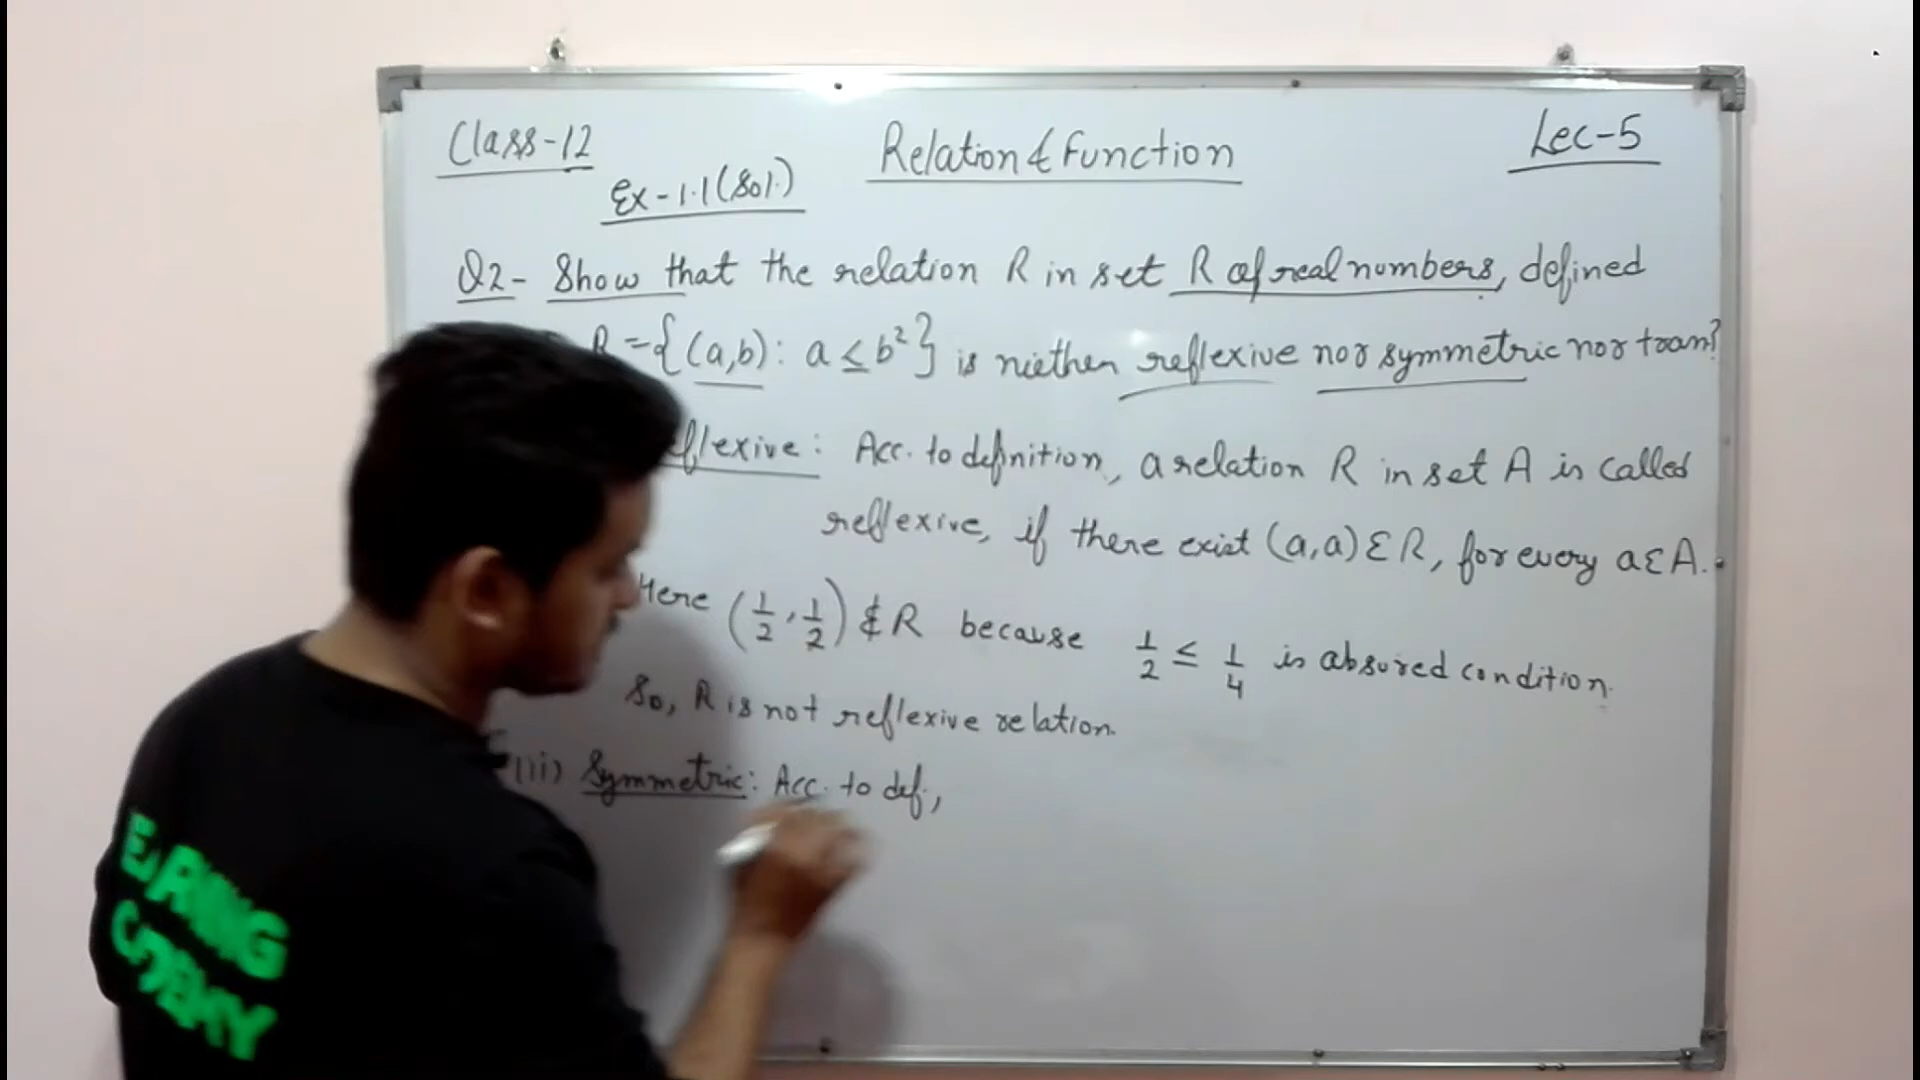 Class-12
Relation & Function
Lec-5
Ex-1.1 (Sol.)
Q2- Show that the relation R in set R of real numbers, defined
R = {(a,b): a ≤ b²} is niether reflexive nor symmetric nor tran?
flexive: Acc. to definition, a relation R in set A is called
reflexive, if there exist (a,a) Ɛ R, for every a Ɛ A.
Here (1/2, 1/2) ∉ R because 1/2 ≤ 1/4 is absured condition.
So, R is not reflexive relation.
(ii) Symmetric: Acc. to def.,
E RNING
C DEMY